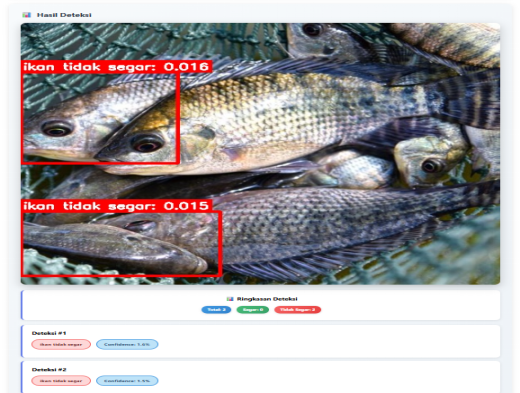 Hasil Deteksi
ikan tidak segar: 0.016
ikan tidak segar: 0.015
Ringkasan Deteksi
Total: 2 Segar: 0 Tidak Segar: 2
Deteksi #1
ikan tidak segar Confidence: 1.6%
Deteksi #2
ikan tidak segar Confidence: 1.5%